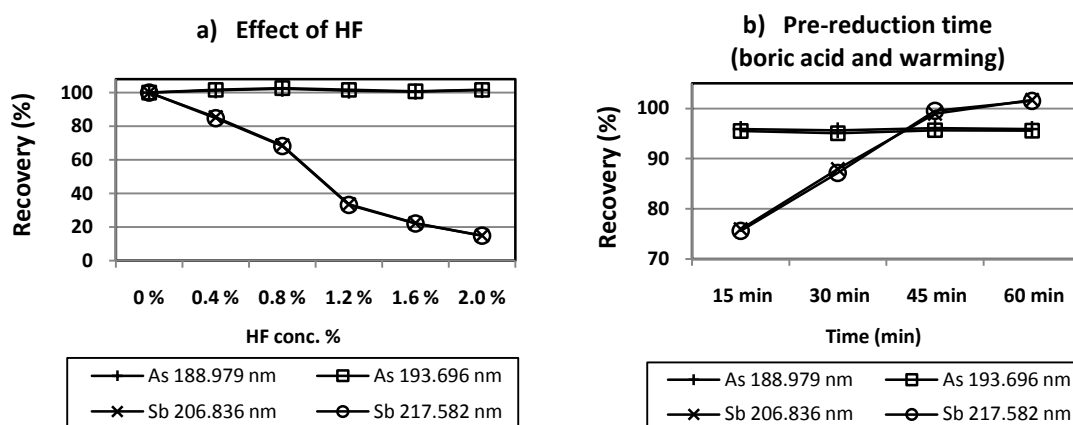 a) Effect of HF
Recovery (%)
100
80
60
40
20
0
0 % 0.4 % 0.8 % 1.2 % 1.6 % 2.0 %
HF conc. %
As 188.979 nm As 193.696 nm
Sb 206.836 nm Sb 217.582 nm
b) Pre-reduction time
(boric acid and warming)
Recovery (%)
100
90
80
70
15 min 30 min 45 min 60 min
Time (min)
As 188.979 nm As 193.696 nm
Sb 206.836 nm Sb 217.582 nm